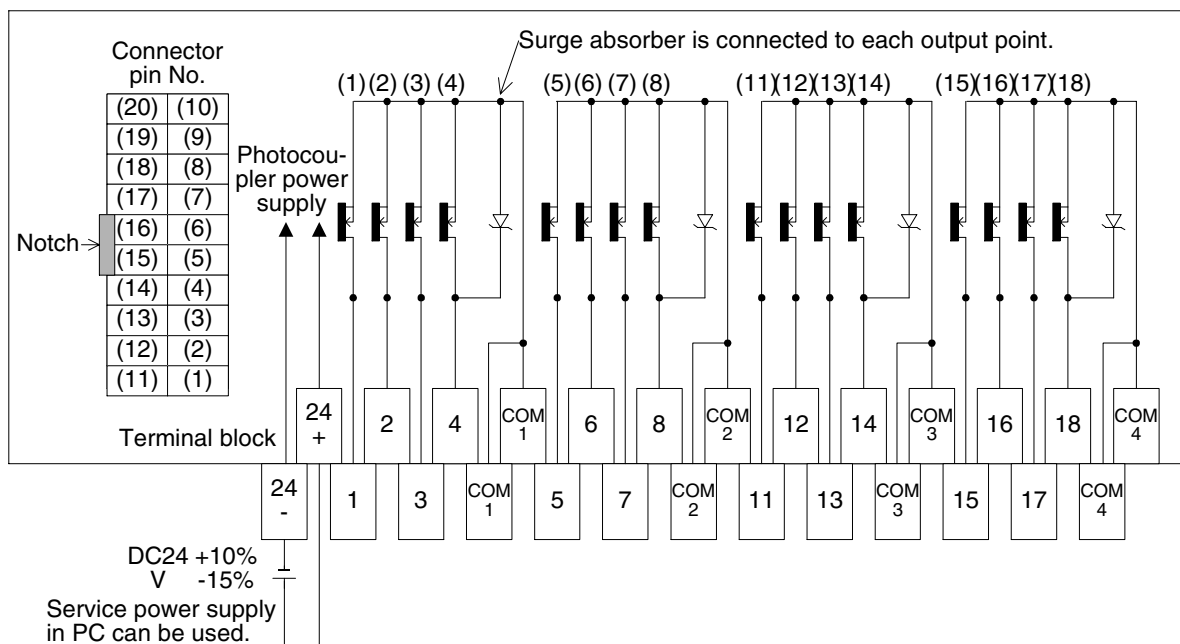 Surge absorber is connected to each output point.
Connector
pin No.
(1) (2) (3) (4) (5) (6) (7) (8) (11) (12) (13) (14) (15) (16) (17) (18)
(20) (10)
(19) (9)
(18) (8)
(17) (7)
(16) (6)
(15) (5)
(14) (4)
(13) (3)
(12) (2)
(11) (1)
Notch
Photocou-
pler power
supply
Terminal block
24
+
2
4
COM
1
6
8
COM
2
12
14
COM
3
16
18
COM
4
24
-
1
3
COM
1
5
7
COM
2
11
13
COM
3
15
17
COM
4
DC24 +10%
V -15%
Service power supply
in PC can be used.